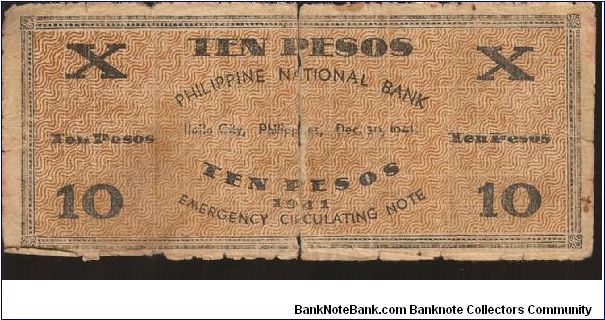 TEN PESOS
X X
PHILIPPINE NATIONAL BANK
Iloilo City, Philippines, Dec. 30, 1941.
Ten Pesos Ten Pesos
TEN PESOS
1941
10 10
EMERGENCY CIRCULATING NOTE
BankNoteBank.com Banknote Collectors Community